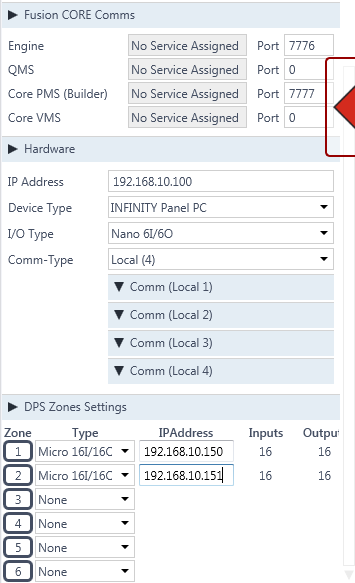 ▶ Fusion CORE Comms
Engine No Service Assigned Port 7776
QMS No Service Assigned Port 0
Core PMS (Builder) No Service Assigned Port 7777
Core VMS No Service Assigned Port 0
▶ Hardware
IP Address 192.168.10.100
Device Type INFINITY Panel PC
I/O Type Nano 6I/6O
Comm-Type Local (4)
▼ Comm (Local 1)
▼ Comm (Local 2)
▼ Comm (Local 3)
▼ Comm (Local 4)
▶ DPS Zones Settings
Zone Type IPAddress Inputs Output
1 Micro 16I/16C 192.168.10.150 16 16
2 Micro 16I/16C 192.168.10.151 16 16
3 None
4 None
5 None
6 None